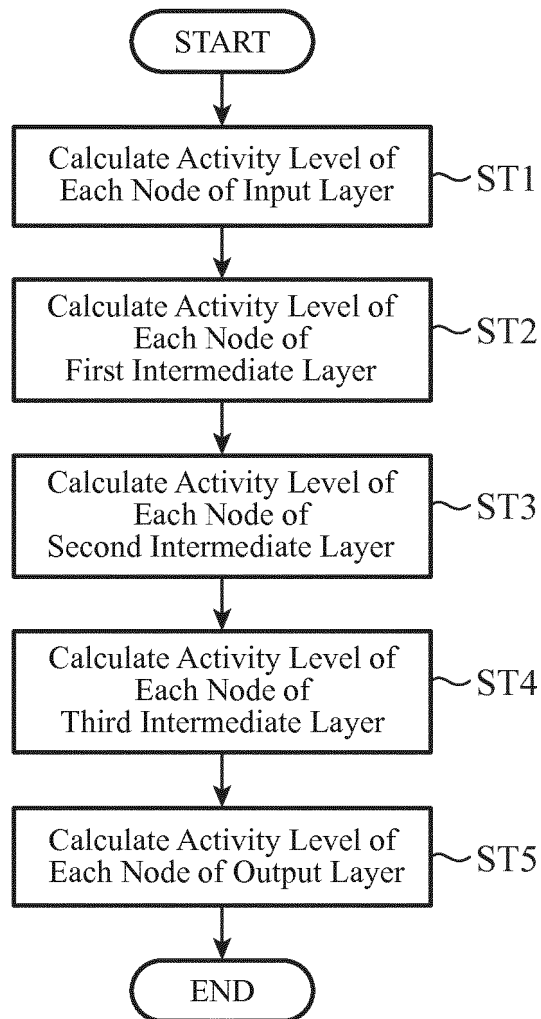 START
Calculate Activity Level of
Each Node of Input Layer
ST1
Calculate Activity Level of
Each Node of
First Intermediate Layer
ST2
Calculate Activity Level of
Each Node of
Second Intermediate Layer
ST3
Calculate Activity Level of
Each Node of
Third Intermediate Layer
ST4
Calculate Activity Level of
Each Node of Output Layer
ST5
END